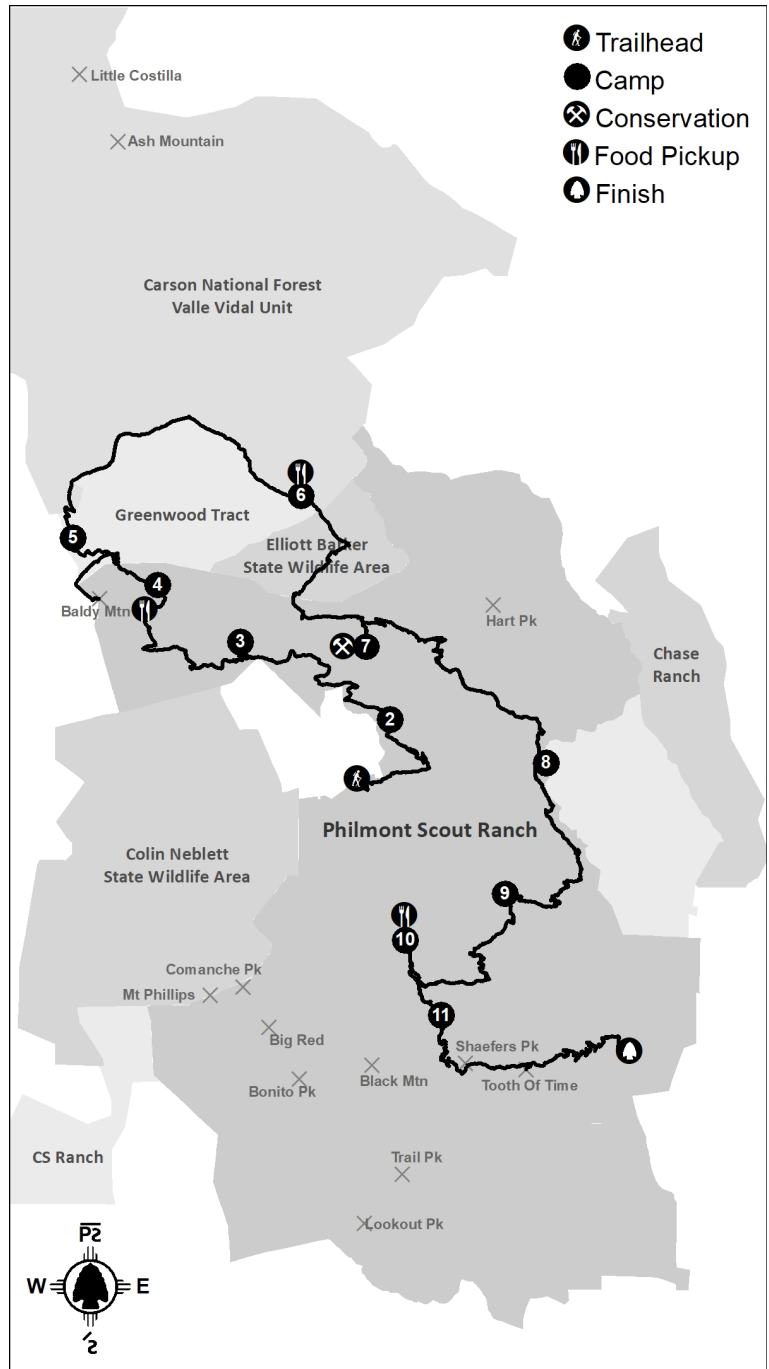 Trailhead
Camp
Conservation
Food Pickup
Finish
Little Costilla
Ash Mountain
Carson National Forest
Valle Vidal Unit
6
Greenwood Tract
5
Elliott Barker
State Wildlife Area
4
Baldy Mtn
Hart Pk
3
7
Chase
Ranch
2
8
Philmont Scout Ranch
Colin Neblett
State Wildlife Area
9
10
Comanche Pk
Mt Phillips
11
Big Red
Shaefers Pk
Black Mtn
Tooth Of Time
Bonito Pk
CS Ranch
Trail Pk
Lookout Pk
W
E